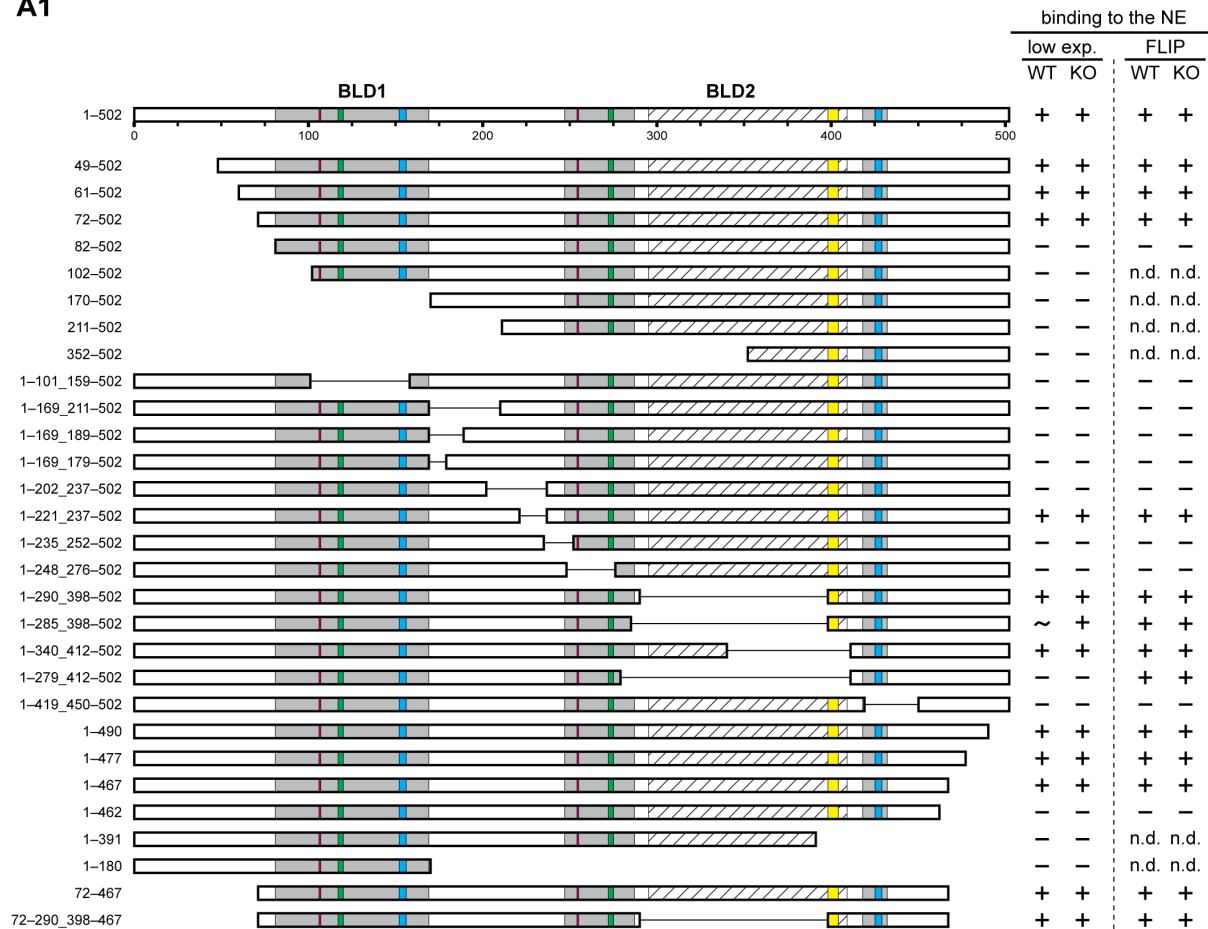 A1
binding to the NE
low exp. FLIP
WT KO WT KO
BLD1 BLD2
1–502 + + + +
0 100 200 300 400 500
49–502 + + + +
61–502 + + + +
72–502 + + + +
82–502 – – – –
102–502 – – n.d. n.d.
170–502 – – n.d. n.d.
211–502 – – n.d. n.d.
352–502 – – n.d. n.d.
1–101_159–502 – – – –
1–169_211–502 – – – –
1–169_189–502 – – – –
1–169_179–502 – – – –
1–202_237–502 – – – –
1–221_237–502 + + + +
1–235_252–502 – – – –
1–248_276–502 – – – –
1–290_398–502 + + + +
1–285_398–502 ~ + + +
1–340_412–502 + + + +
1–279_412–502 – – + +
1–419_450–502 – – – –
1–490 + + + +
1–477 + + + +
1–467 + + + +
1–462 – – – –
1–391 – – n.d. n.d.
1–180 – – n.d. n.d.
72–467 + + + +
72–290_398–467 + + + +